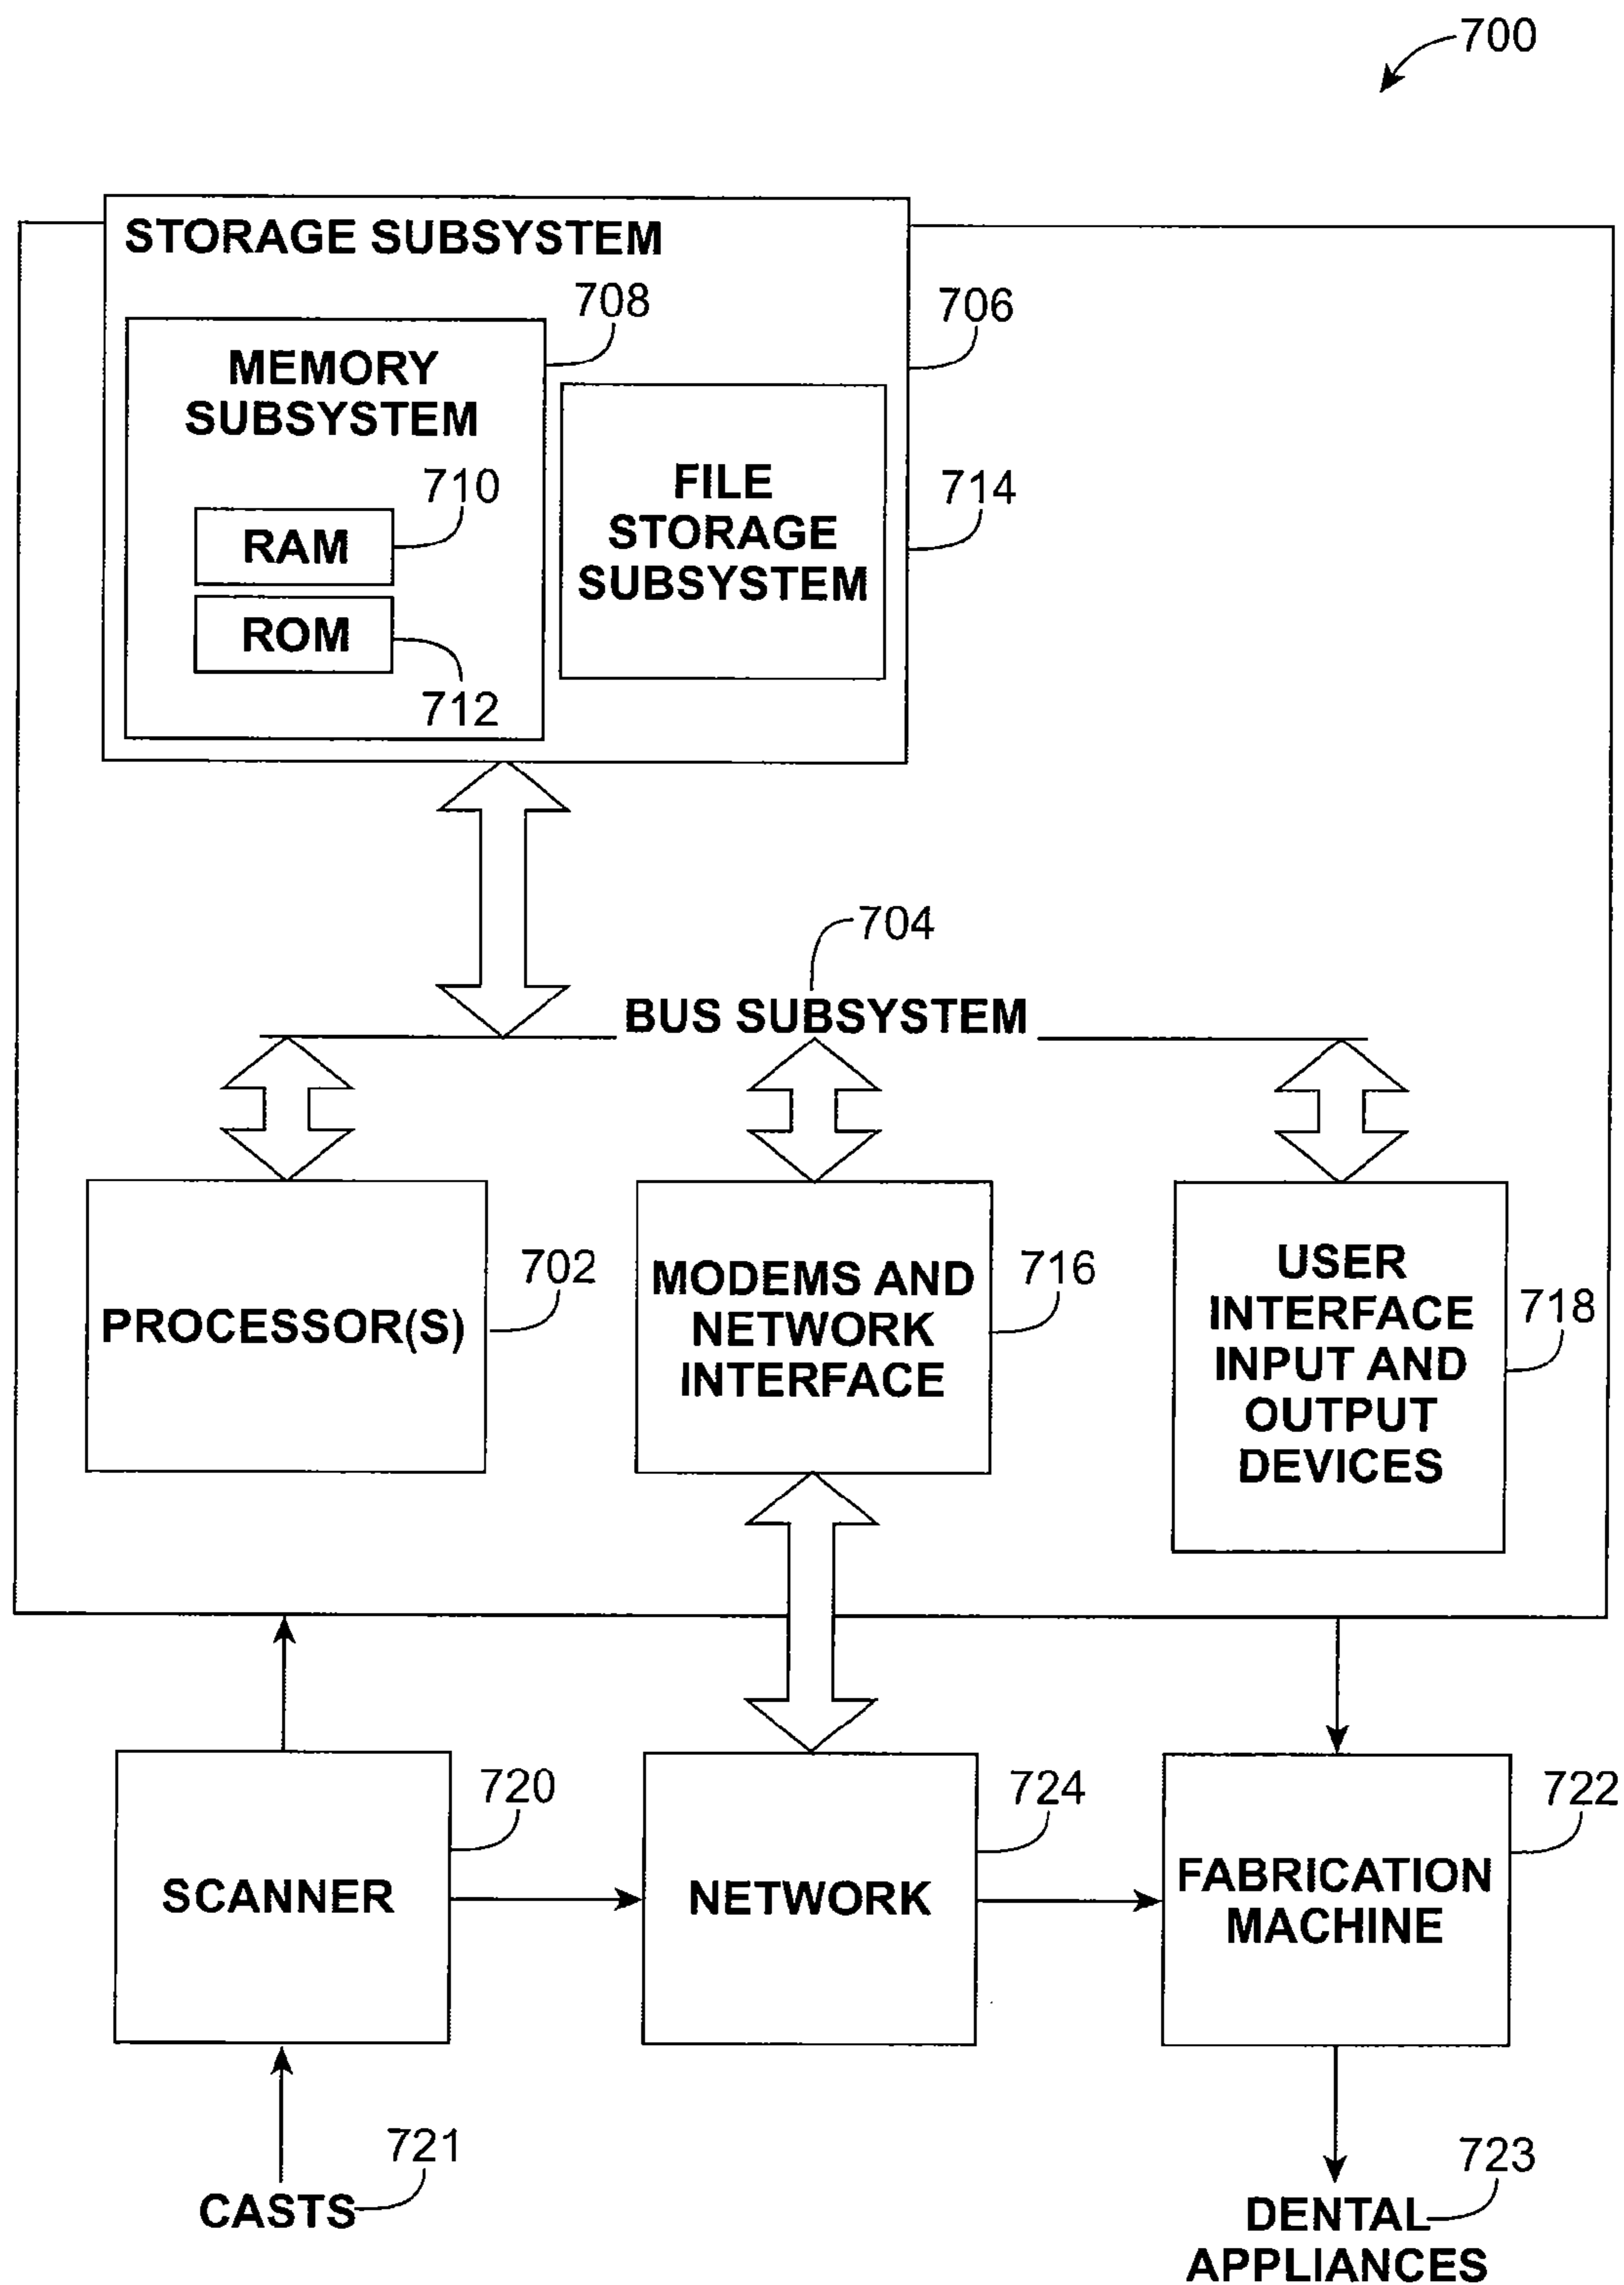 700
STORAGE SUBSYSTEM
708
706
MEMORY
SUBSYSTEM
710
RAM
ROM
712
FILE
STORAGE
SUBSYSTEM
714
704
BUS SUBSYSTEM
PROCESSOR(S)
702
MODEMS AND
NETWORK
INTERFACE
716
USER
INTERFACE
INPUT AND
OUTPUT
DEVICES
718
SCANNER
720
NETWORK
724
FABRICATION
MACHINE
722
CASTS
721
DENTAL
APPLIANCES
723